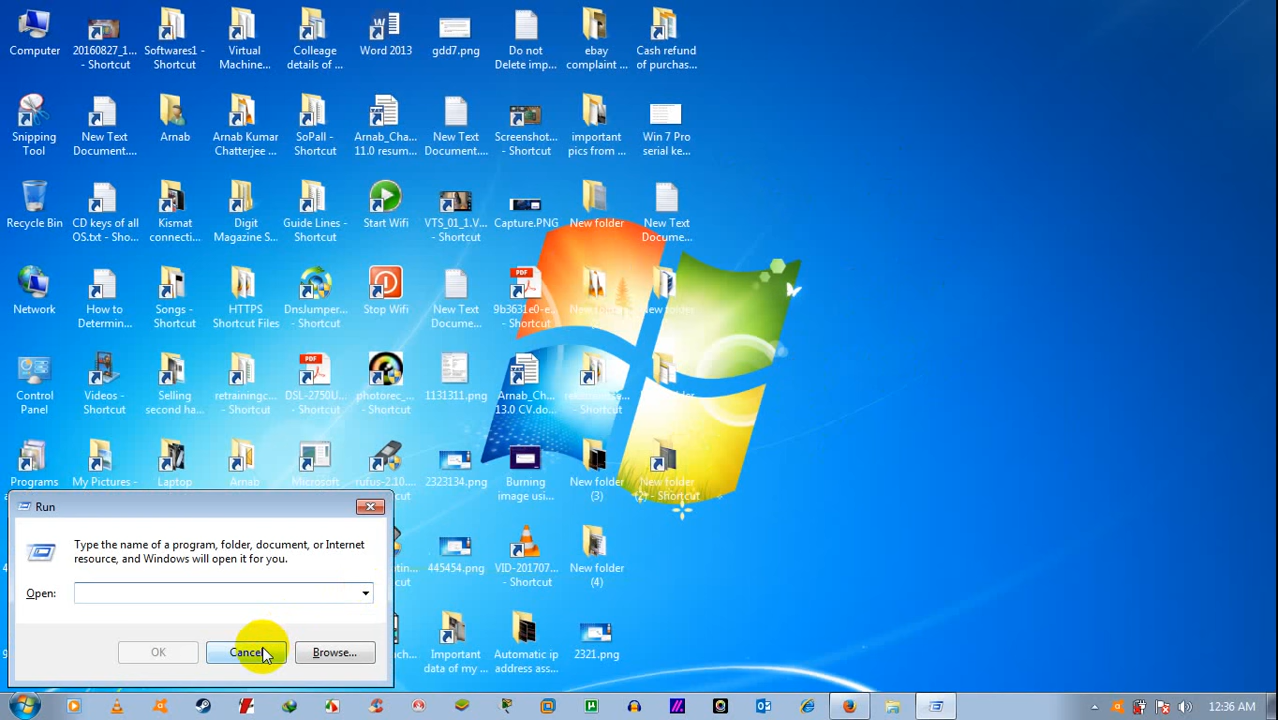 Computer
20160827_1... - Shortcut
Softwares1 - Shortcut
Virtual Machine...
Colleage details of ...
Word 2013
gdd7.png
Do not Delete imp...
ebay complaint ...
Cash refund of purchas...
Snipping Tool
New Text Document....
Arnab
Arnab Kumar Chatterjee ...
SoPall - Shortcut
Arnab_Cha... 11.0 resum...
New Text Document....
Screenshot... - Shortcut
important pics from ...
Win 7 Pro serial ke...
Recycle Bin
CD keys of all OS.txt - Sho...
Kismat connecti...
Digit Magazine S...
Guide Lines - Shortcut
Start Wifi
VTS_01_1.V... - Shortcut
Capture.PNG
New folder
New Text Docume...
Network
How to Determin...
Songs - Shortcut
HTTPS Shortcut Files
DnsJumper... - Shortcut
Stop Wifi
New Text Docume...
9b3631e0-e... - Shortcut
New folder
Control Panel
Videos - Shortcut
Selling second ha...
retrainingc... - Shortcut
DSL-2750U... - Shortcut
photorec_... - Shortcut
1131311.png
Arnab_Ch... 13.0 CV.do...
- Shortcut
Programs
My Pictures -
Laptop
Arnab
Microsoft
rufus-2.10...
2323134.png
Burning image usi...
New folder (3)
New folder (2) - Shortcut
445454.png
VID-201707... - Shortcut
New folder (4)
Important data of my ...
Automatic ip address ass...
2321.png
Run
Type the name of a program, folder, document, or Internet
resource, and Windows will open it for you.
Open:
OK
Cancel
Browse...
12:36 AM